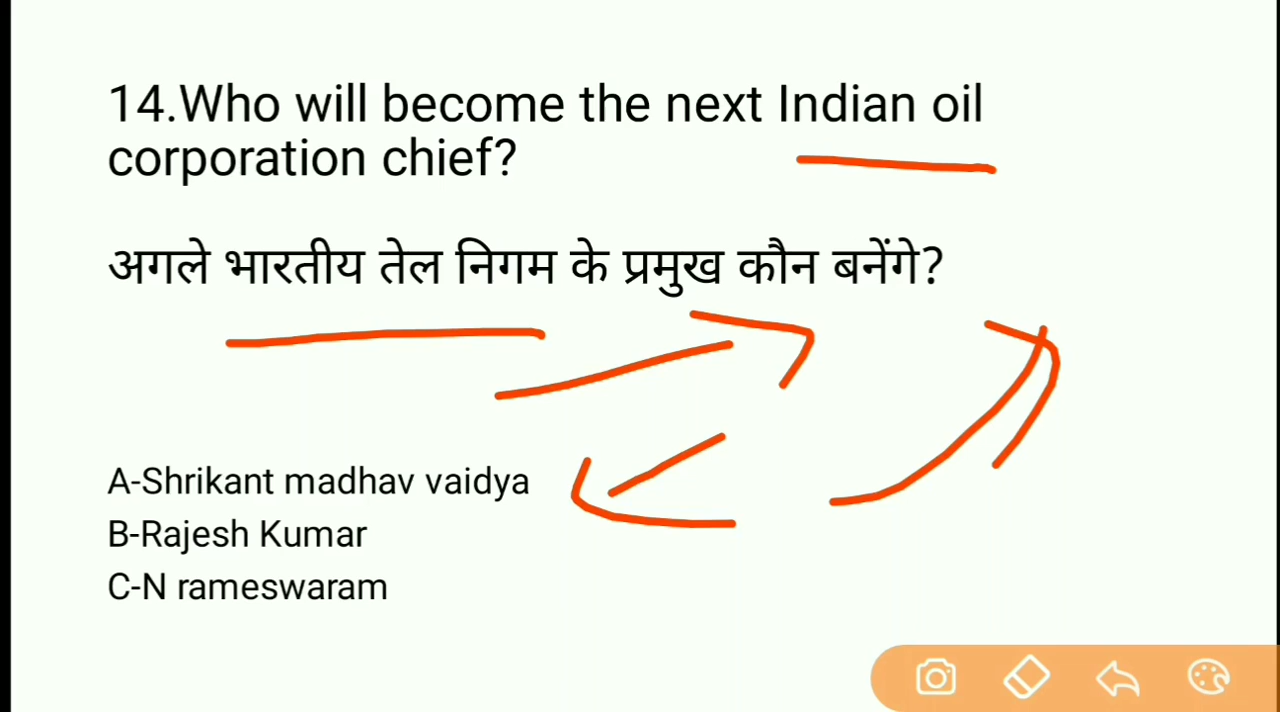 14.Who will become the next Indian oil
corporation chief?
अगले भारतीय तेल निगम के प्रमुख कौन बनेंगे?
A-Shrikant madhav vaidya
B-Rajesh Kumar
C-N rameswaram